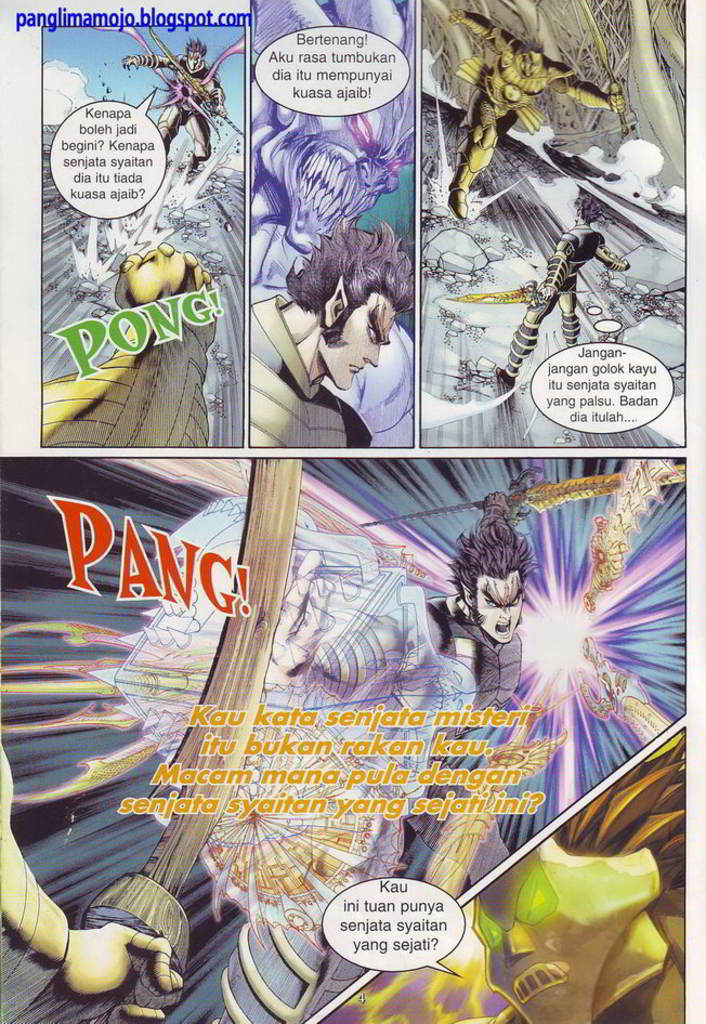 panglimamojo.blogspot.com
Kenapa
boleh jadi
begini? Kenapa
senjata syaitan
dia itu tiada
kuasa ajaib?
PONG!
Bertenang!
Aku rasa tumbukan
dia itu mempunyai
kuasa ajaib!
Jangan-
jangan golok kayu
itu senjata syaitan
yang palsu. Badan
dia itulah....
PANG!
Kau kata senjata misteri
itu bukan rakan kau.
Macam mana pula dengan
senjata syaitan yang sejati ini?
Kau
ini tuan punya
senjata syaitan
yang sejati?
4